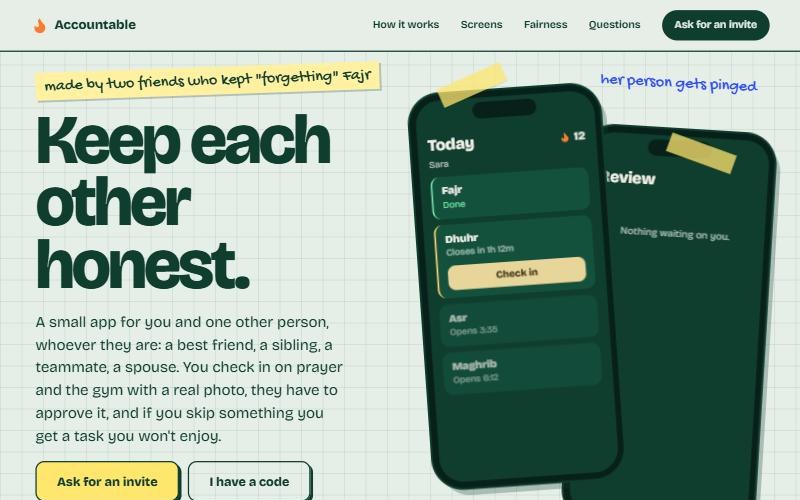 Accountable
How it works
Screens
Fairness
Questions
Ask for an invite
made by two friends who kept "forgetting" Fajr
Keep each
other
honest.
A small app for you and one other person,
whoever they are: a best friend, a sibling, a
teammate, a spouse. You check in on prayer
and the gym with a real photo, they have to
approve it, and if you skip something you
get a task you won't enjoy.
Ask for an invite
I have a code
her person gets pinged
Today
12
Sara
Fajr
Done
Dhuhr
Closes in 1h 12m
Check in
Asr
Opens 3:35
Maghrib
Opens 6:12
Review
Nothing waiting on you.